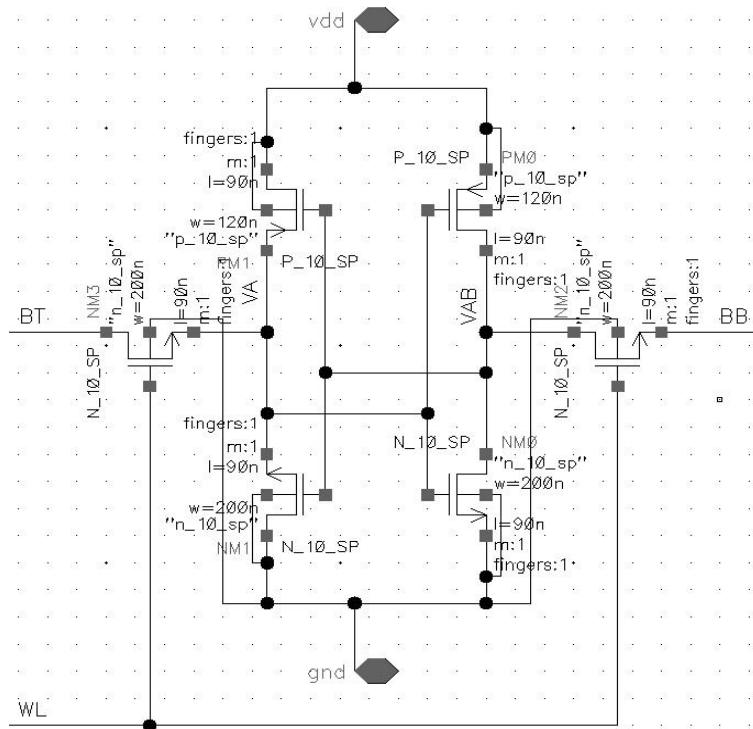 vdd
fingers:1
m:1
l=90n
w=120n
"p_10_sp"
PM1
P_10_SP
P_10_SP
PM0
"p_10_sp"
w=120n
l=90n
m:1
fingers:1
VA
VAB
BT
NM3
"n_10_sp"
w=200n
l=90n
m:1
fingers:1
N_10_SP
NM2
"n_10_sp"
w=200n
l=90n
m:1
fingers:1
N_10_SP
BB
fingers:1
m:1
l=90n
w=200n
"n_10_sp"
NM1
N_10_SP
N_10_SP
NM0
"n_10_sp"
w=200n
l=90n
m:1
fingers:1
gnd
WL